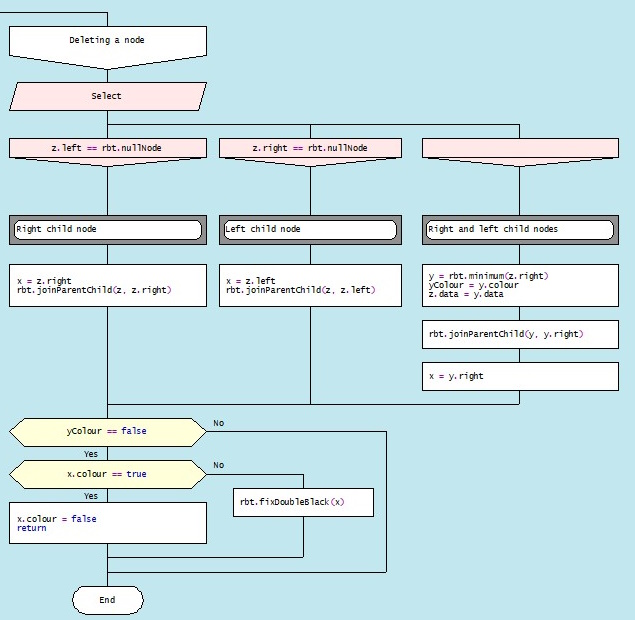 Deleting a node
Select
z.left == rbt.nullNode
z.right == rbt.nullNode
Right child node
Left child node
Right and left child nodes
x = z.right
rbt.joinParentChild(z, z.right)
x = z.left
rbt.joinParentChild(z, z.left)
y = rbt.minimum(z.right)
yColour = y.colour
z.data = y.data
rbt.joinParentChild(y, y.right)
x = y.right
yColour == false
No
Yes
x.colour == true
No
Yes
x.colour = false
return
rbt.fixDoubleBlack(x)
End